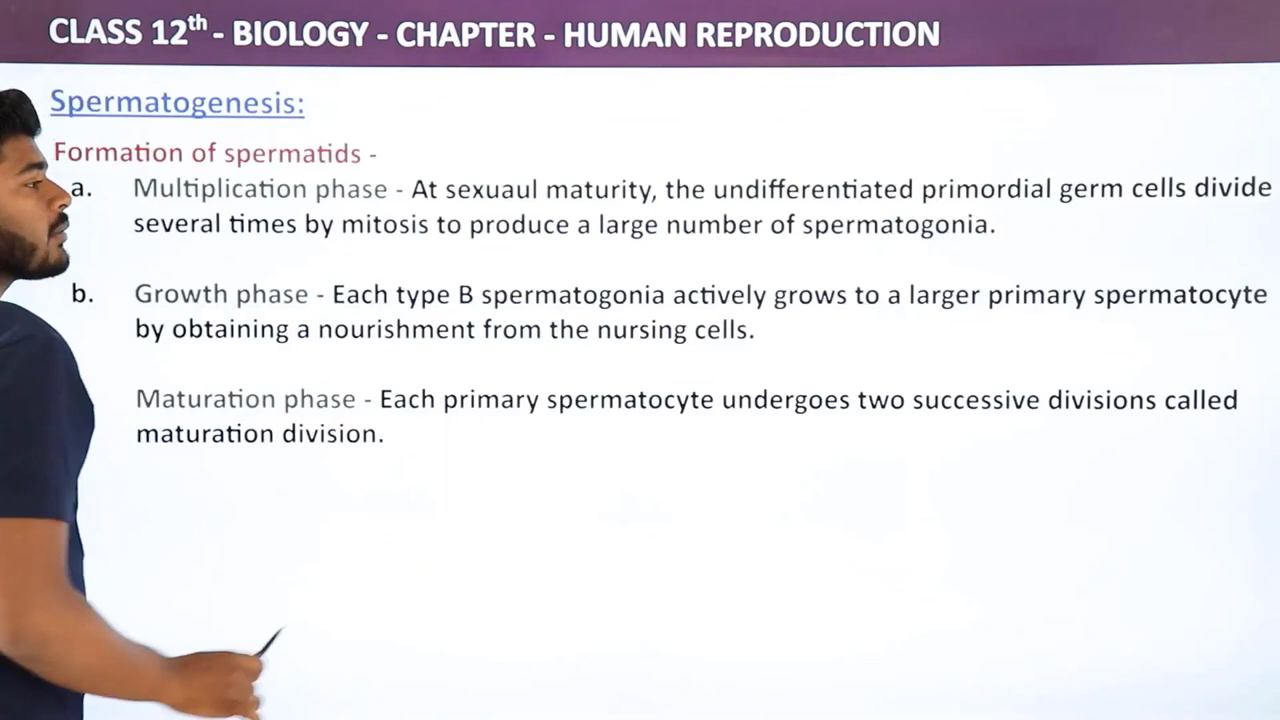 CLASS 12th - BIOLOGY - CHAPTER - HUMAN REPRODUCTION
Spermatogenesis:
Formation of spermatids -
a. Multiplication phase - At sexuaul maturity, the undifferentiated primordial germ cells divide
several times by mitosis to produce a large number of spermatogonia.
b. Growth phase - Each type B spermatogonia actively grows to a larger primary spermatocyte
by obtaining a nourishment from the nursing cells.
Maturation phase - Each primary spermatocyte undergoes two successive divisions called
maturation division.